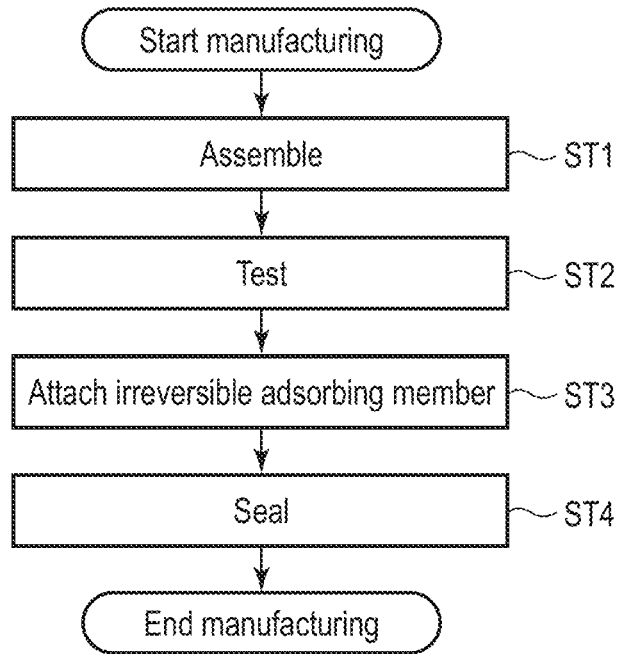 Start manufacturing
Assemble
ST1
Test
ST2
Attach irreversible adsorbing member
ST3
Seal
ST4
End manufacturing